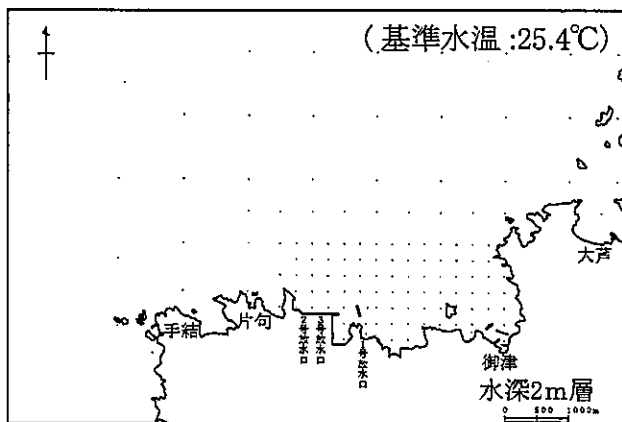 (基準水温:25.4℃)
大芦
手結
片句
2号放水口
3号放水口
1号放水口
御津
水深2m層
0 500 1000m